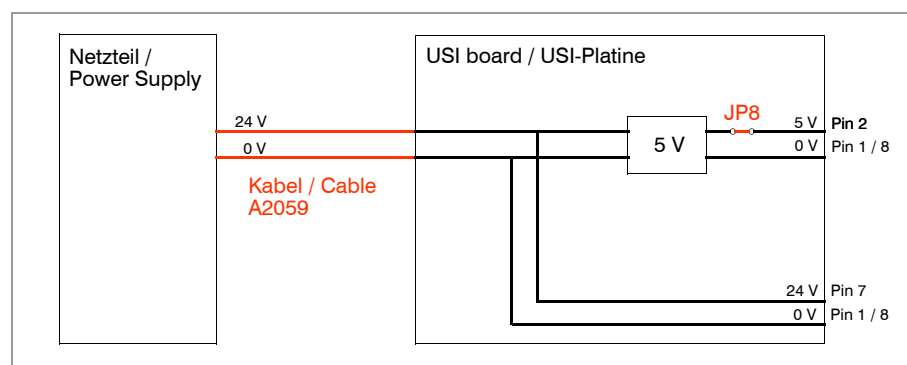 Netzteil /
Power Supply
USI board / USI-Platine
24 V
0 V
Kabel / Cable
A2059
5 V
JP8
5 V Pin 2
0 V Pin 1 / 8
24 V Pin 7
0 V Pin 1 / 8